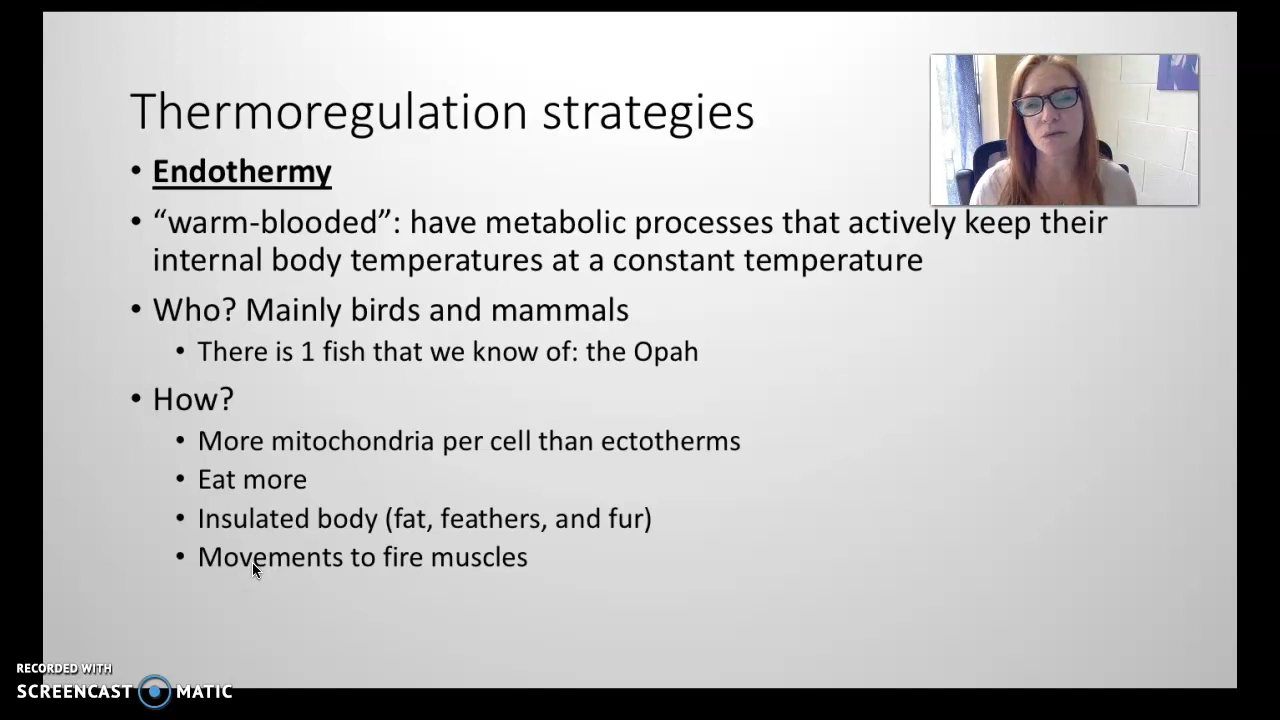 Thermoregulation strategies
• Endothermy
• “warm-blooded”: have metabolic processes that actively keep their
internal body temperatures at a constant temperature
• Who? Mainly birds and mammals
• There is 1 fish that we know of: the Opah
• How?
• More mitochondria per cell than ectotherms
• Eat more
• Insulated body (fat, feathers, and fur)
• Movements to fire muscles
RECORDED WITH
SCREENCAST MATIC